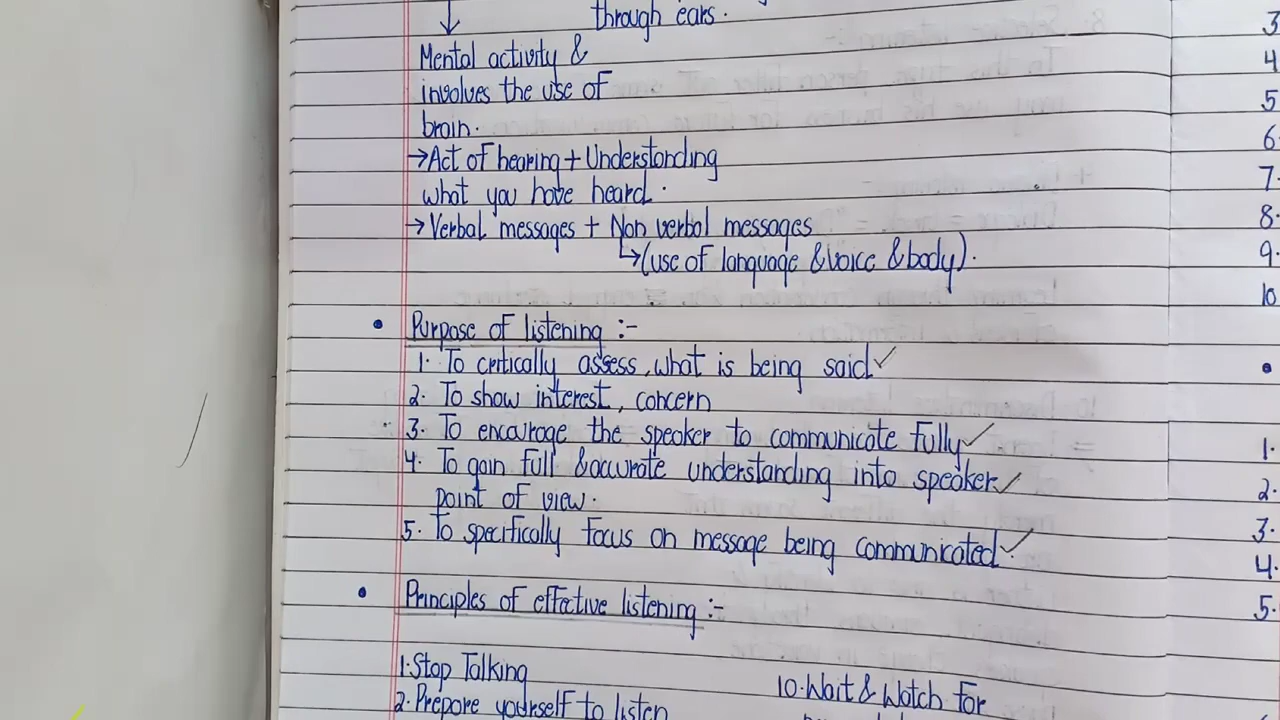 through ears.
↓
Mental activity &
involves the use of
brain.
→Act of hearing + Understanding
what you have heard.
→ Verbal messages + Non verbal messages
↳(use of language & voice & body).
• Purpose of listening :-
1. To critically assess, what is being said ✓
2. To show interest, concern
3. To encourage the speaker to communicate fully ✓
4. To gain full & accurate understanding into speaker ✓
point of view.
5. To specifically focus on message being communicated ✓.
• Principles of effective listening :-
1. Stop Talking
2. Prepare yourself to listen
10. Wait & Watch for
3
4
5
6.
7.
8.
9.
10
•
1.
2.
3.
4.
5.